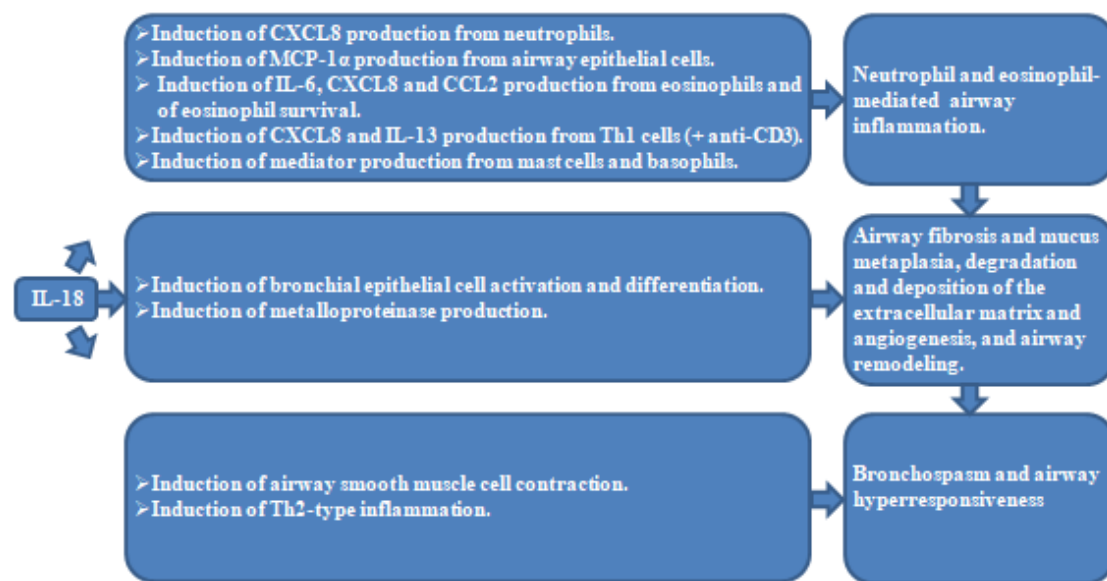 ➢Induction of CXCL8 production from neutrophils.
➢Induction of MCP-1α production from airway epithelial cells.
➢ Induction of IL-6, CXCL8 and CCL2 production from eosinophils and
of eosinophil survival.
➢Induction of CXCL8 and IL-13 production from Th1 cells (+ anti-CD3).
➢Induction of mediator production from mast cells and basophils.
Neutrophil and eosinophil-
mediated airway
inflammation.
IL-18
➢Induction of bronchial epithelial cell activation and differentiation.
➢Induction of metalloproteinase production.
Airway fibrosis and mucus
metaplasia, degradation
and deposition of the
extracellular matrix and
angiogenesis, and airway
remodeling.
➢Induction of airway smooth muscle cell contraction.
➢Induction of Th2-type inflammation.
Bronchospasm and airway
hyperresponsiveness